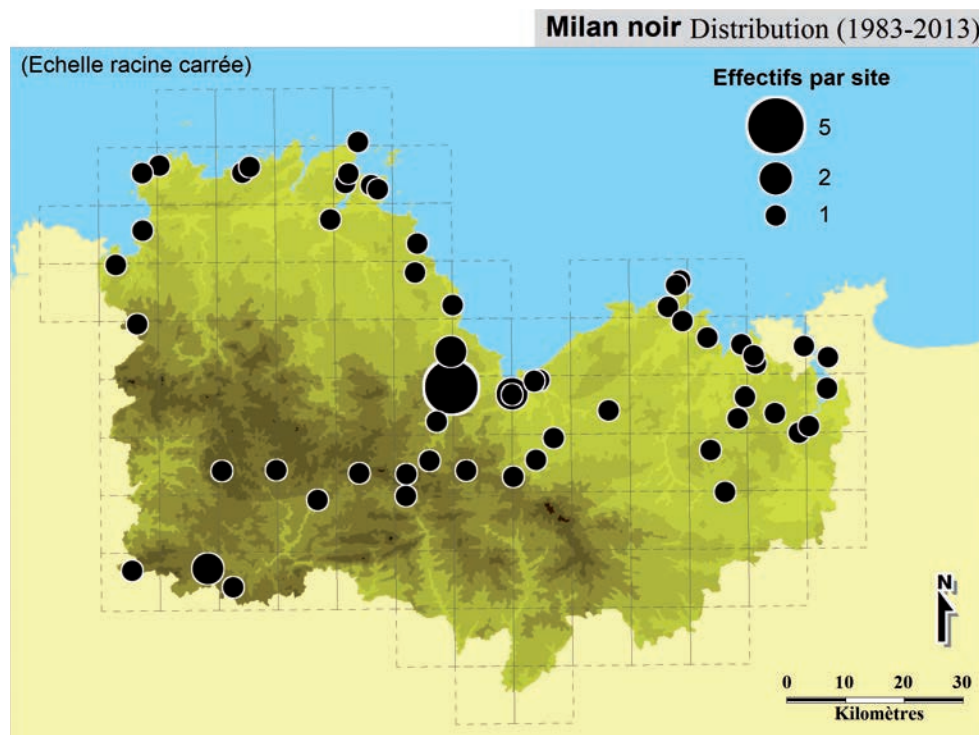 Milan noir Distribution (1983-2013)
(Echelle racine carrée)
Effectifs par site
5
2
1
N
0 10 20 30
Kilomètres